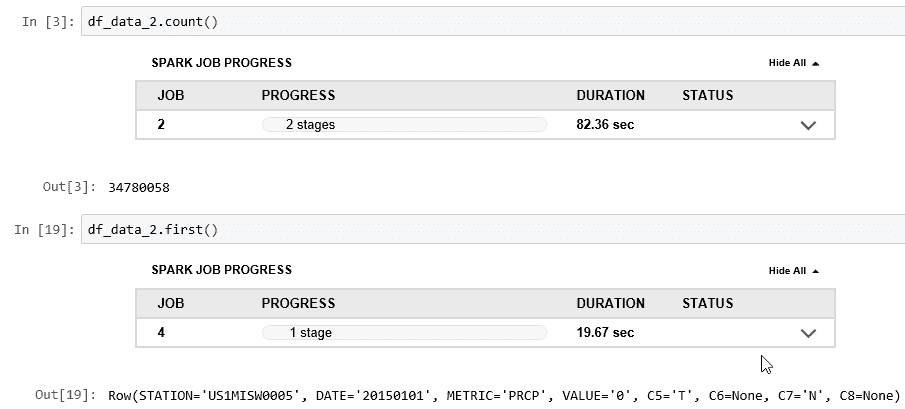 In [3]: df_data_2.count()
SPARK JOB PROGRESS Hide All
JOB PROGRESS DURATION STATUS
2 2 stages 82.36 sec
Out[3]: 34780058
In [19]: df_data_2.first()
SPARK JOB PROGRESS Hide All
JOB PROGRESS DURATION STATUS
4 1 stage 19.67 sec
Out[19]: Row(STATION='US1MISW0005', DATE='20150101', METRIC='PRCP', VALUE='0', C5='T', C6=None, C7='N', C8=None)